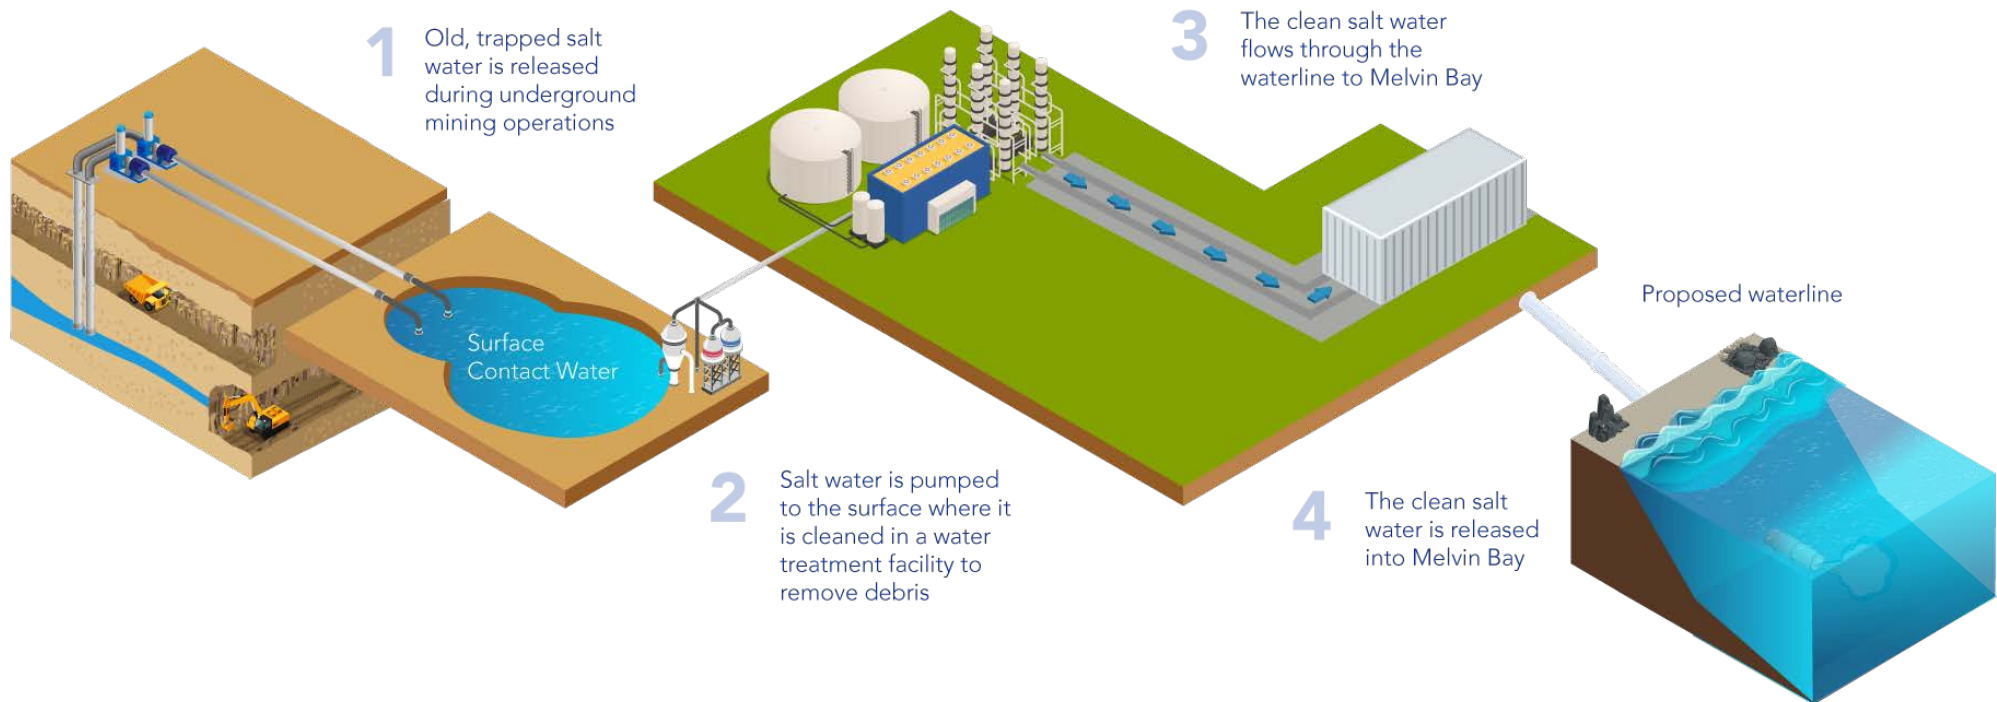 1
Old, trapped salt
water is released
during underground
mining operations
Surface
Contact Water
2
Salt water is pumped
to the surface where it
is cleaned in a water
treatment facility to
remove debris
3
The clean salt water
flows through the
waterline to Melvin Bay
Proposed waterline
4
The clean salt
water is released
into Melvin Bay